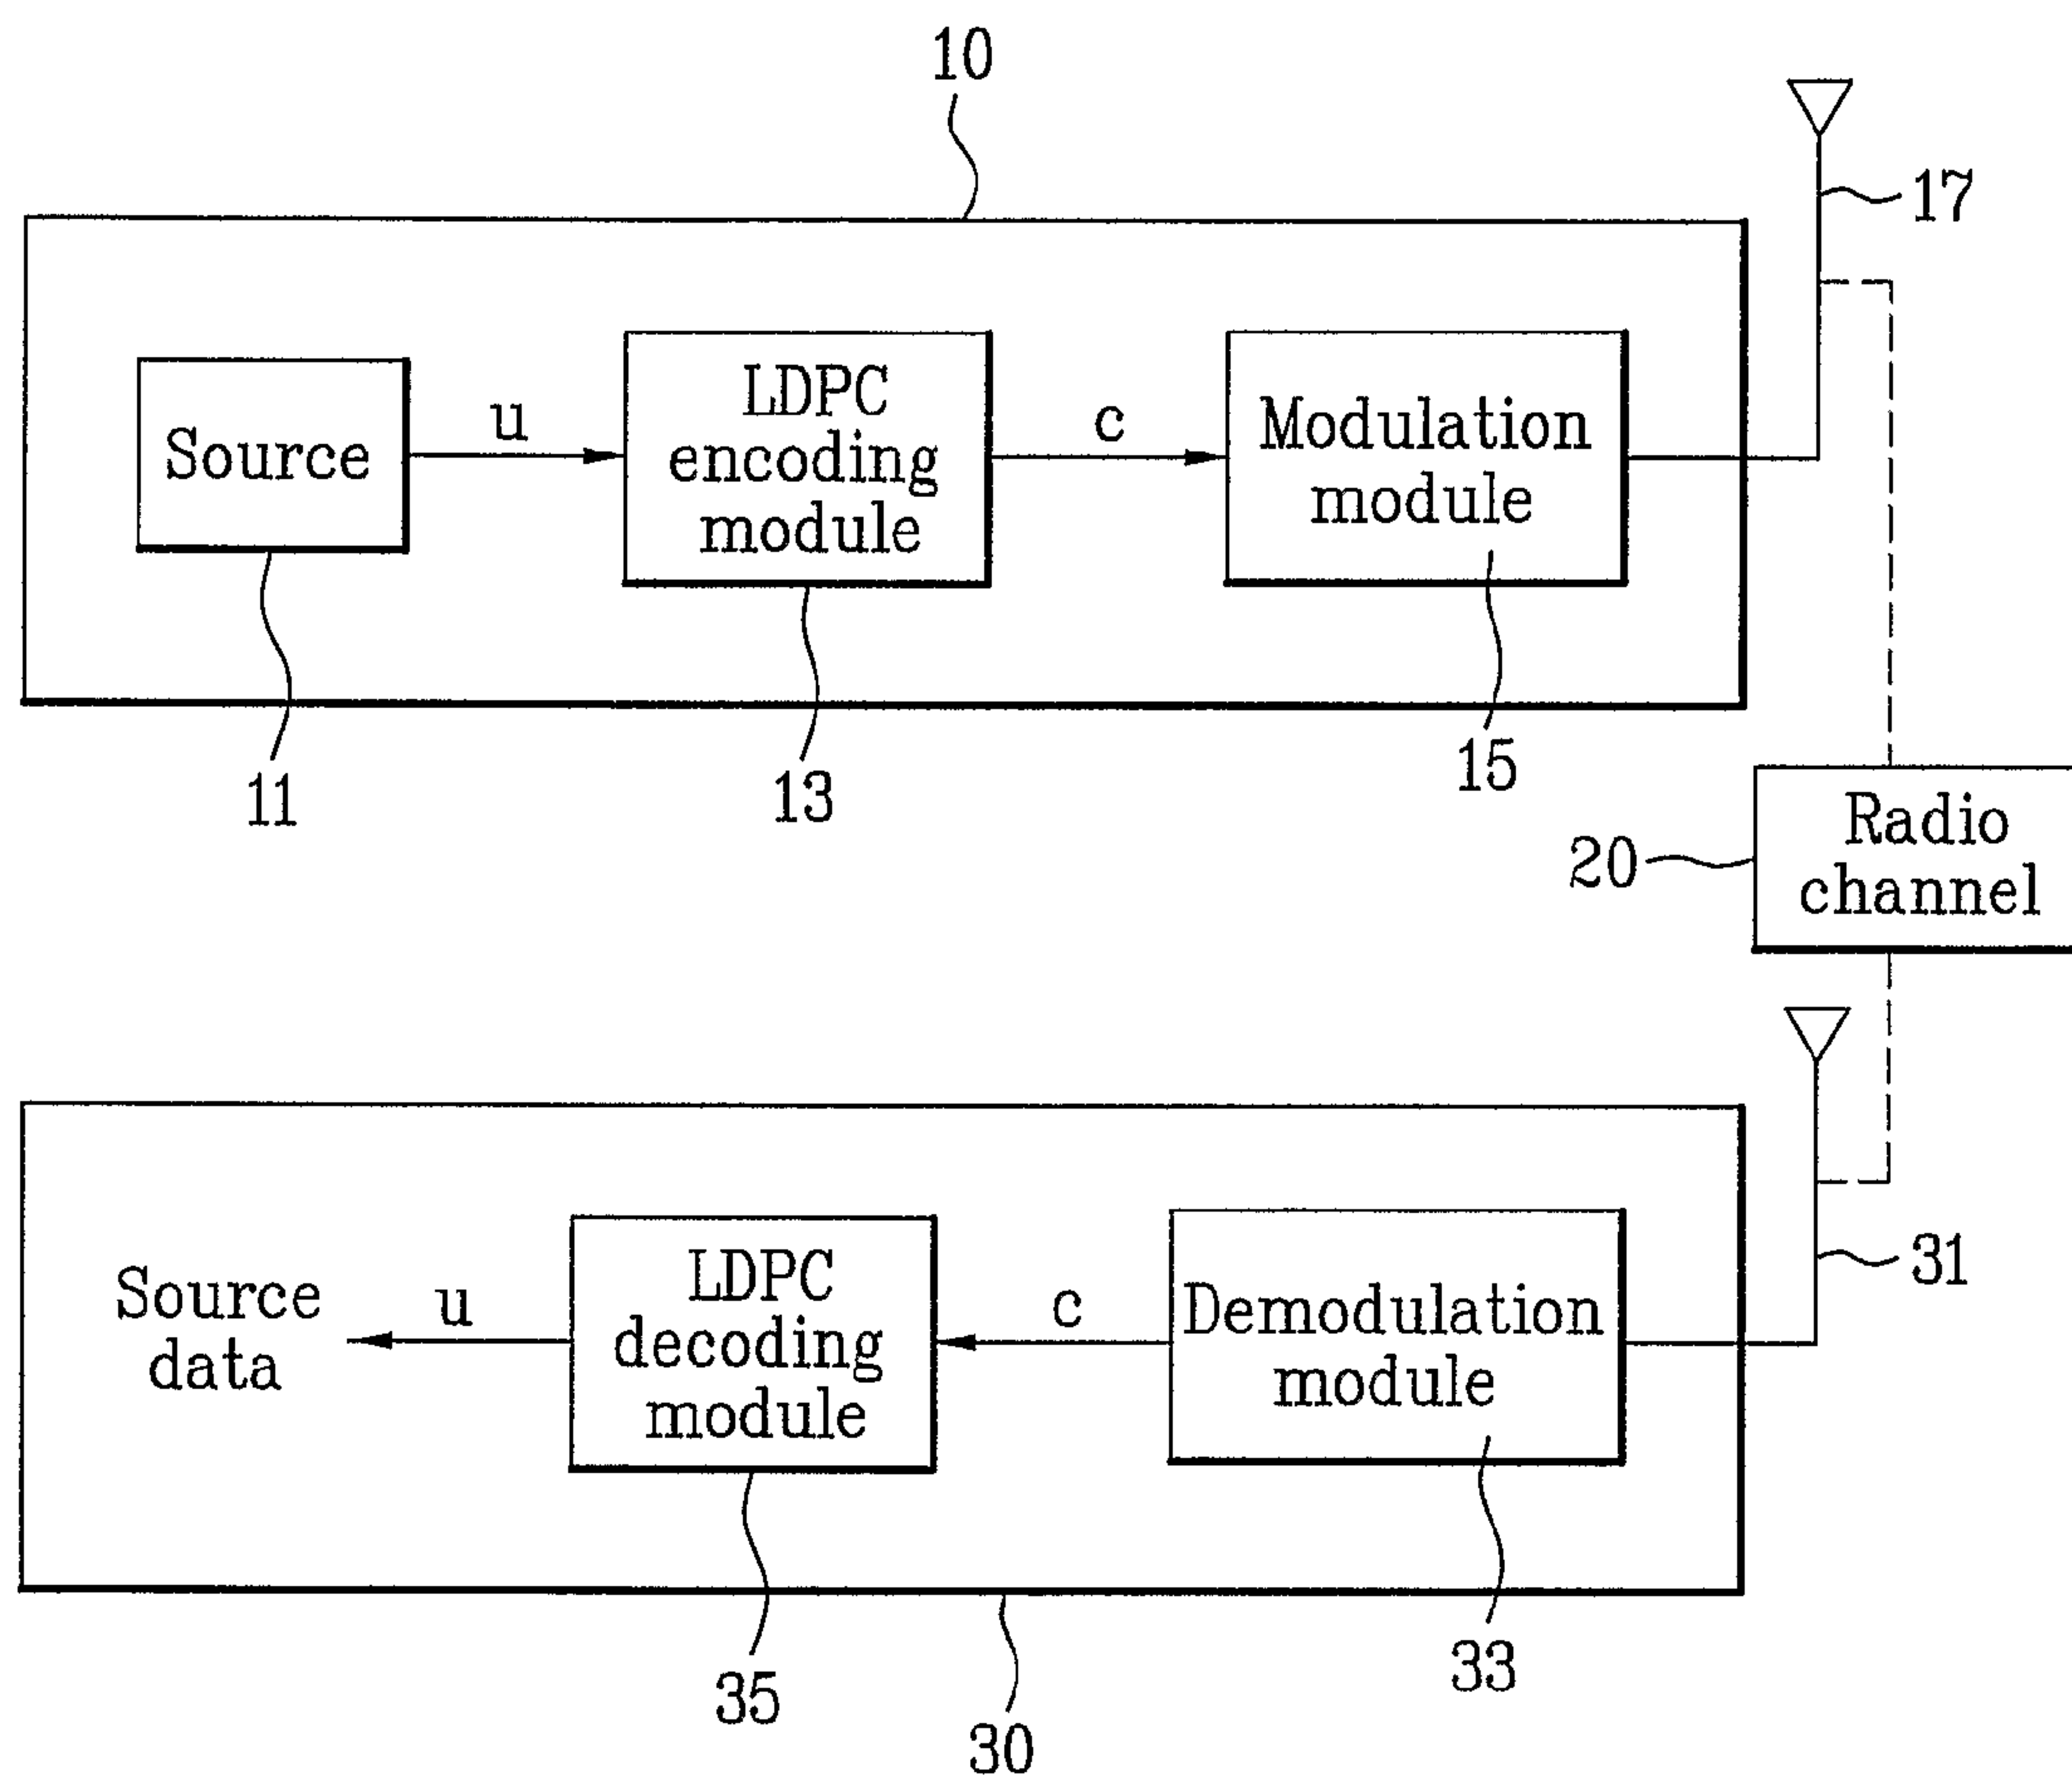 10
17
Source
u
LDPC
encoding
module
c
Modulation
module
11
13
15
20
Radio
channel
31
Source
data
u
LDPC
decoding
module
c
Demodulation
module
35
30
33